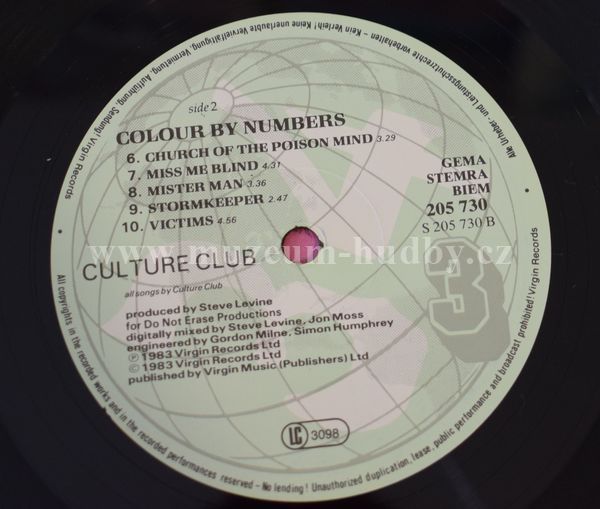 Alle Urheber- und Leistungsschutzrechte vorbehalten – Kein Verleih! Keine unerlaubte Vervielfältigung, Vermietung, Aufführung, Sendung! Virgin Records
side 2
COLOUR BY NUMBERS
6. CHURCH OF THE POISON MIND 3.29
7. MISS ME BLIND 4.31
8. MISTER MAN 3.36
9. STORMKEEPER 2.47
10. VICTIMS 4.56
GEMA
STEMRA
BIEM
205 730
S 205 730 B
www.muzeum-hudby.cz
CULTURE CLUB
3
all songs by Culture Club
produced by Steve Levine
for Do Not Erase Productions
digitally mixed by Steve Levine, Jon Moss
engineered by Gordon Milne, Simon Humphrey
Ⓟ 1983 Virgin Records Ltd
© 1983 Virgin Records Ltd
published by Virgin Music (Publishers) Ltd
LC 3098
All copyrights in the recorded works and in the recorded performances reserved – No lending! Unauthorized duplication, lease, public performance and broadcast prohibited! Virgin Records